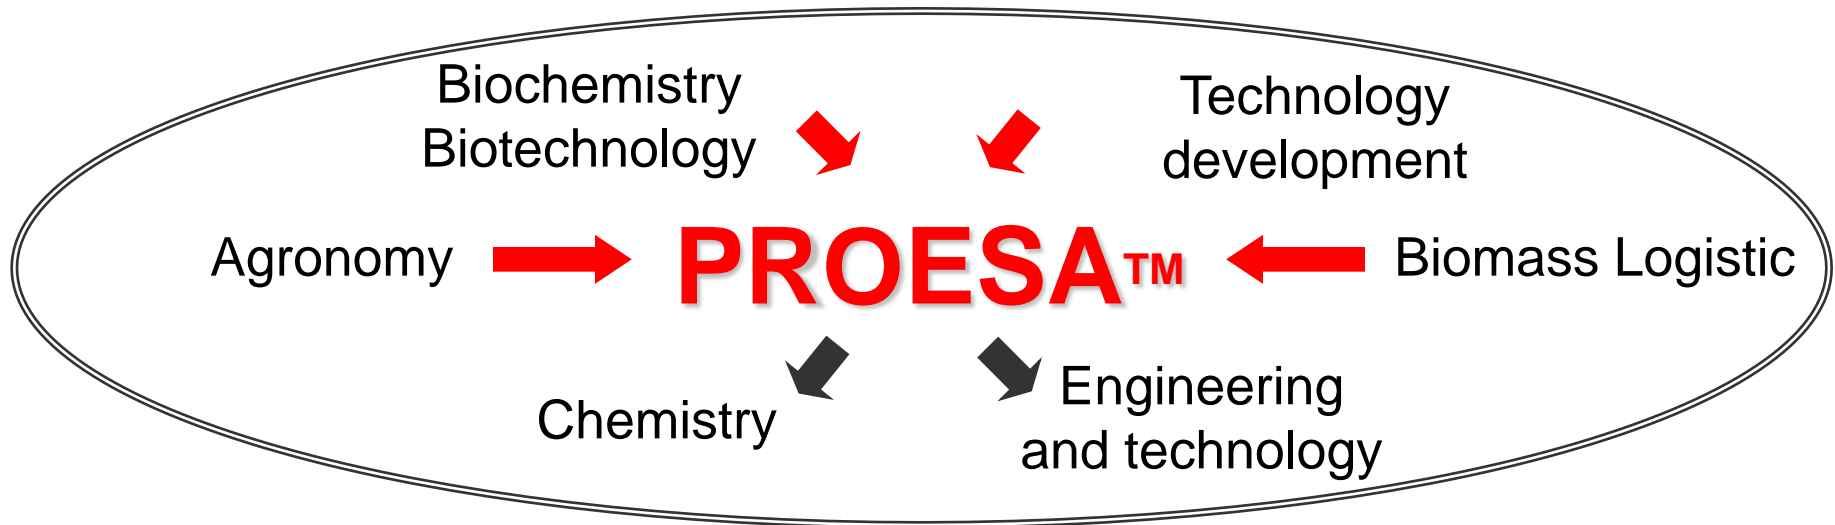 Biochemistry
Biotechnology
Technology
development
Agronomy
PROESA™
Biomass Logistic
Chemistry
Engineering
and technology